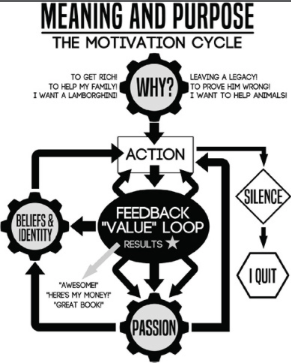 MEANING AND PURPOSE
THE MOTIVATION CYCLE
TO GET RICH!
TO HELP MY FAMILY!
I WANT A LAMBORGHINI!
WHY?
LEAVING A LEGACY!
TO PROVE HIM WRONG!
I WANT TO HELP ANIMALS!
ACTION
SILENCE
BELIEFS &
IDENTITY
FEEDBACK
"VALUE" LOOP
RESULTS
I QUIT
"AWESOME!"
"HERE'S MY MONEY!"
"GREAT BOOK!"
PASSION